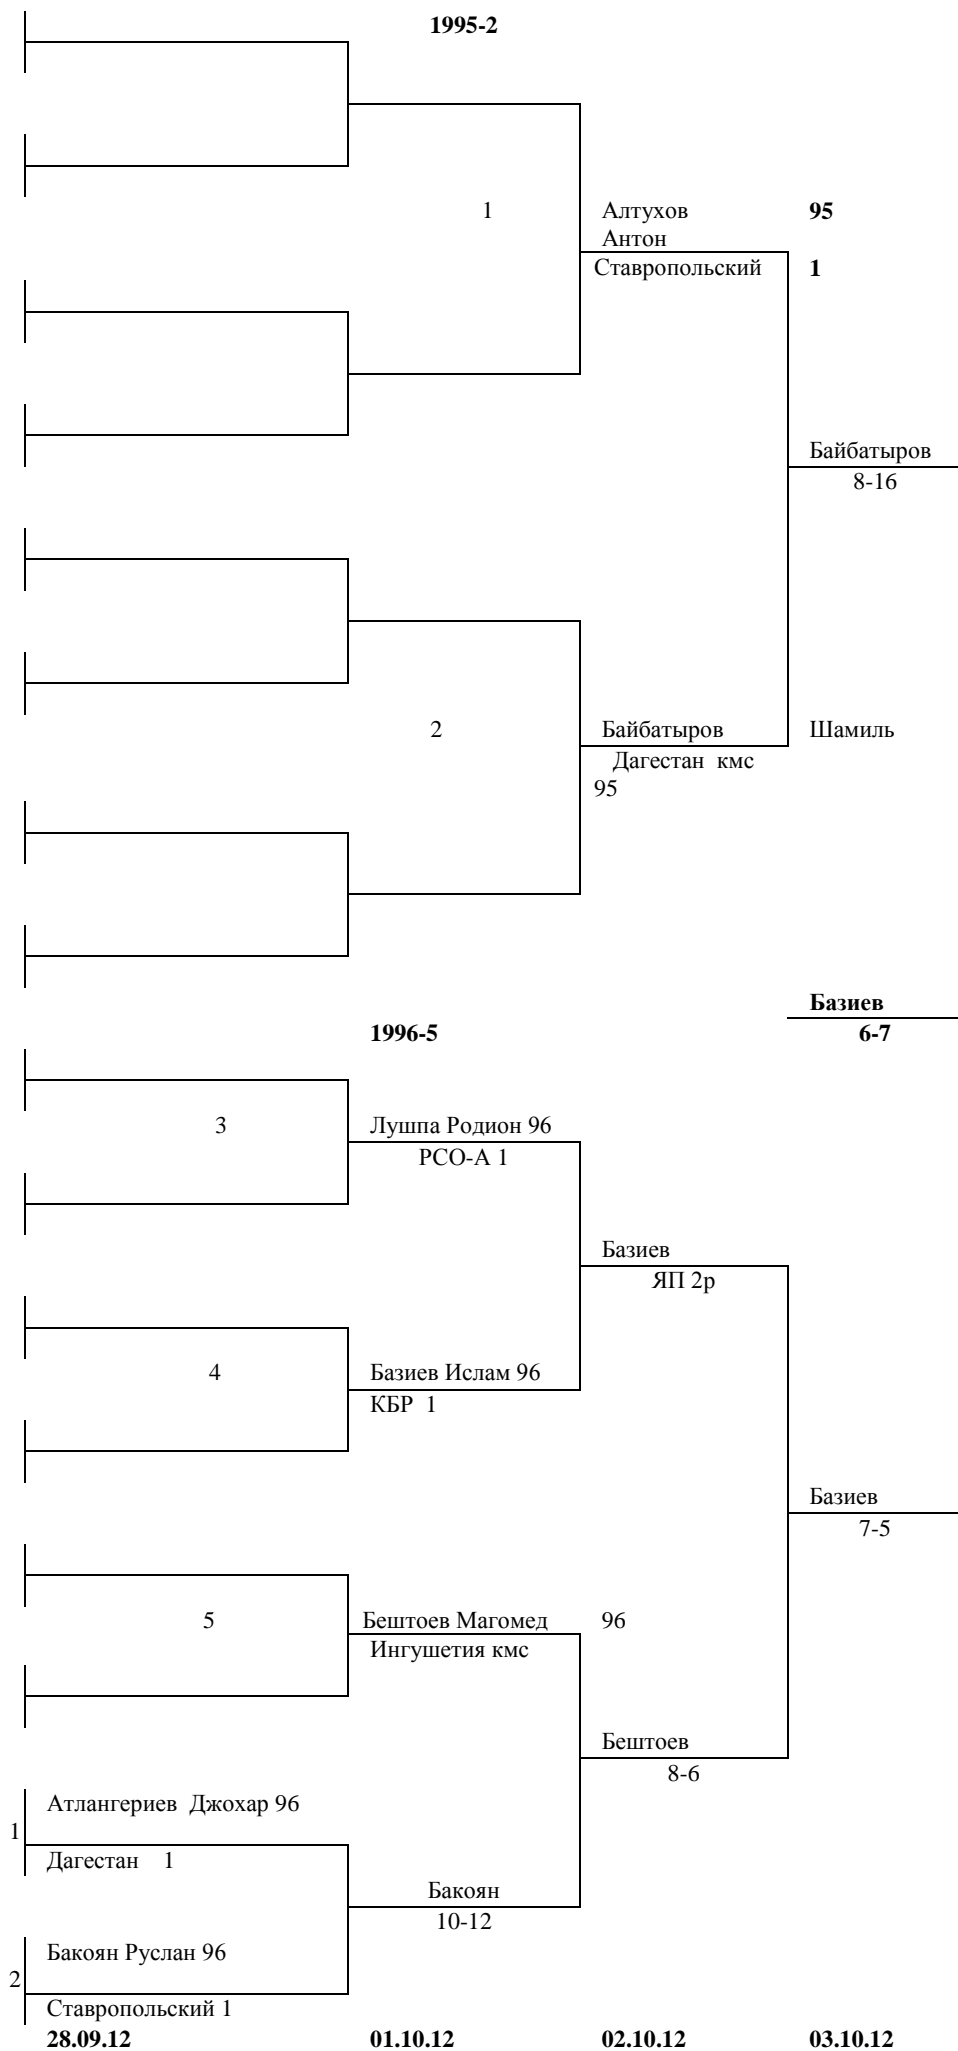 1995-2
1 Алтухов 95
Антон
Ставропольский 1
Байбатыров
8-16
2 Байбатыров Шамиль
Дагестан кмс
95
Базиев
1996-5 6-7
3 Лушпа Родион 96
РСО-А 1
Базиев
ЯП 2р
4 Базиев Ислам 96
КБР 1
Базиев
7-5
5 Бештоев Магомед 96
Ингушетия кмс
Бештоев
8-6
Атлангериев Джохар 96
1
Дагестан 1
Бакоян
10-12
Бакоян Руслан 96
2
Ставропольский 1
28.09.12 01.10.12 02.10.12 03.10.12